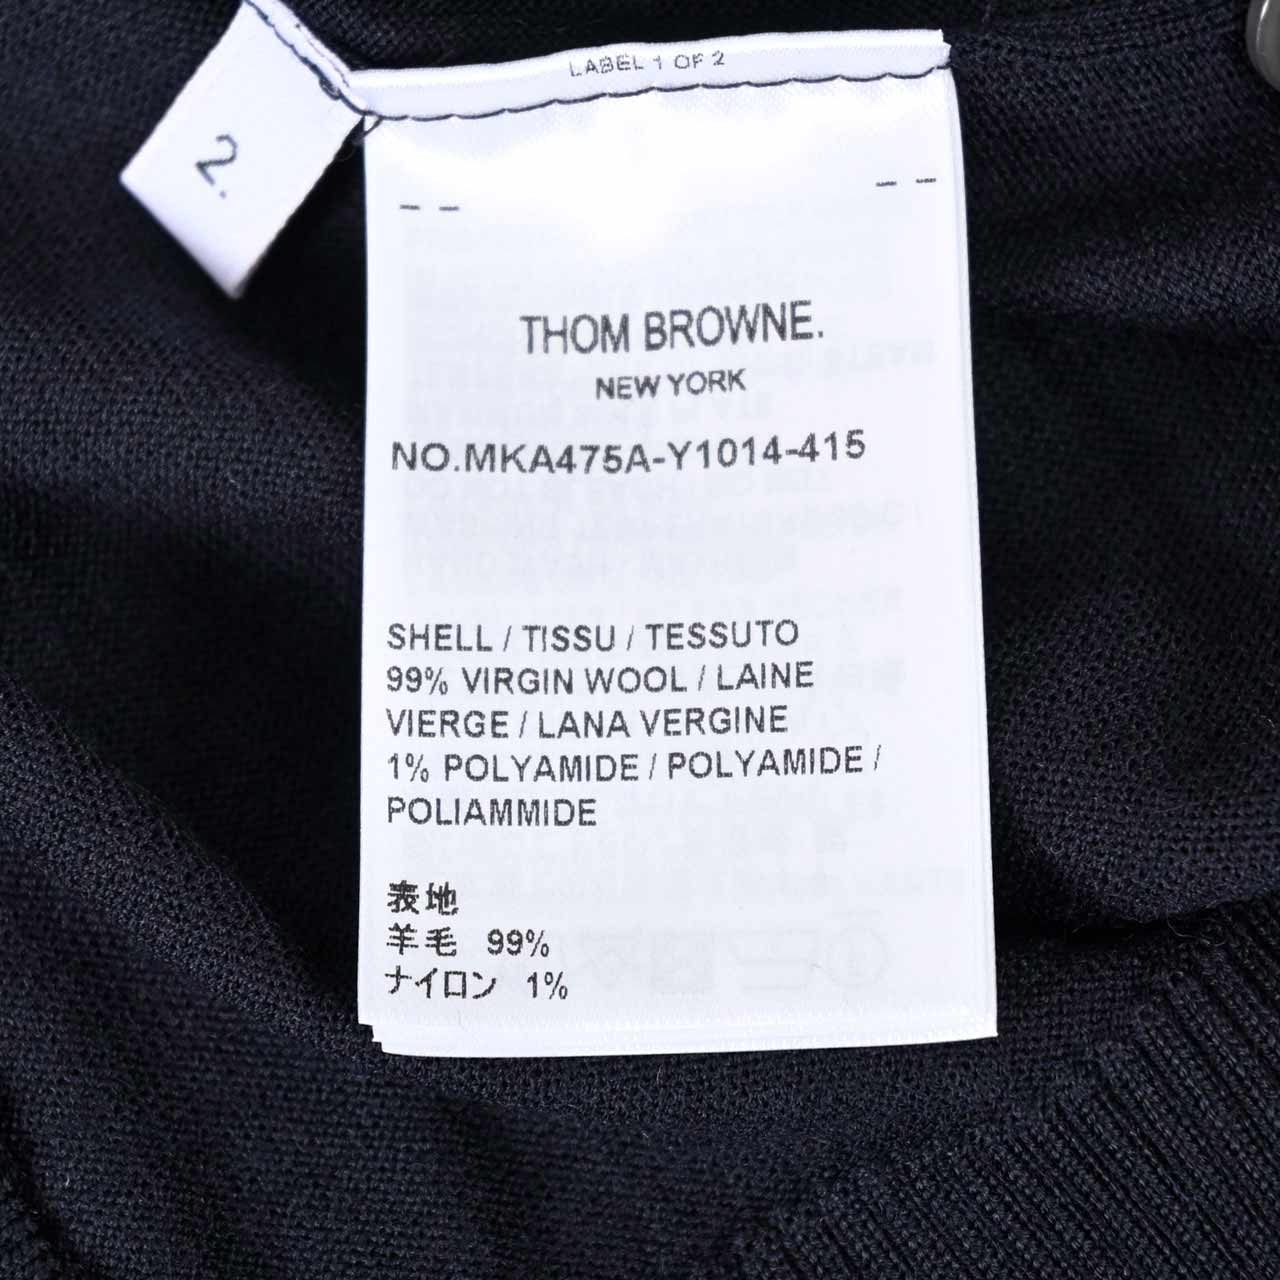 LABEL 1 OF 2
2.
-- --
THOM BROWNE.
NEW YORK
NO.MKA475A-Y1014-415
SHELL / TISSU / TESSUTO
99% VIRGIN WOOL / LAINE
VIERGE / LANA VERGINE
1% POLYAMIDE / POLYAMIDE /
POLIAMMIDE
表地
羊毛 99%
ナイロン 1%